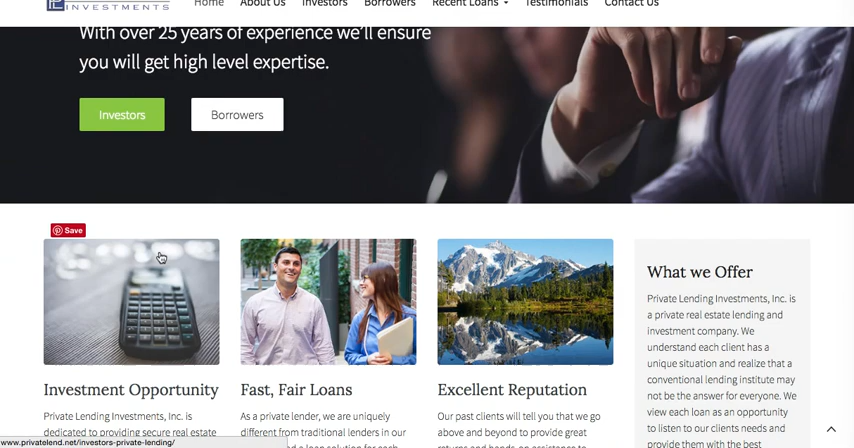 INVESTMENTS
Home About Us Investors Borrowers Recent Loans Testimonials Contact Us
With over 25 years of experience we'll ensure
you will get high level expertise.
Investors Borrowers
Save
Investment Opportunity
Private Lending Investments, Inc. is
dedicated to providing secure real estate
Fast, Fair Loans
As a private lender, we are uniquely
different from traditional lenders in our
Excellent Reputation
Our past clients will tell you that we go
above and beyond to provide great
What we Offer
Private Lending Investments, Inc. is
a private real estate lending and
investment company. We
understand each client has a
unique situation and realize that a
conventional lending institute may
not be the answer for everyone. We
view each loan as an opportunity
to listen to our clients needs and
provide them with the best
www.privatelend.net/investors-private-lending/